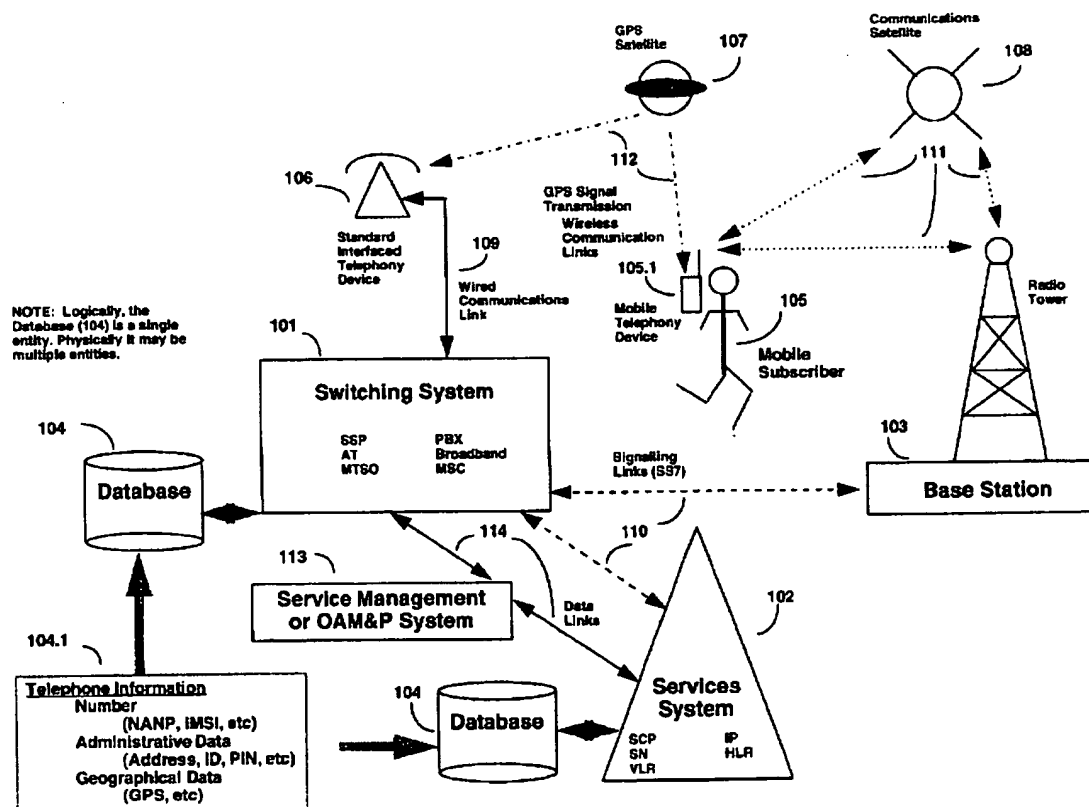 GPS
Satellite
107
Communications
Satellite
108
106
112
111
GPS Signal
Transmission
Wireless
Communication
Links
Standard
Interfaced
Telephony
Device
109
Wired
Communications
Link
105.1
Mobile
Telephony
Device
105
Mobile
Subscriber
Radio
Tower
NOTE: Logically, the
Database (104) is a single
entity. Physically it may be
multiple entities.
101
Switching System
SSP PBX
AT Broadband
MTSO MSC
104
Database
Signalling
Links (SS7)
103
Base Station
110
114
113
Service Management
or OAM&P System
Data
Links
102
104.1
Telephone Information
Number
(NANP, IMSI, etc)
Administrative Data
(Address, ID, PIN, etc)
Geographical Data
(GPS, etc)
104
Database
Services
System
SCP IP
SN HLR
VLR